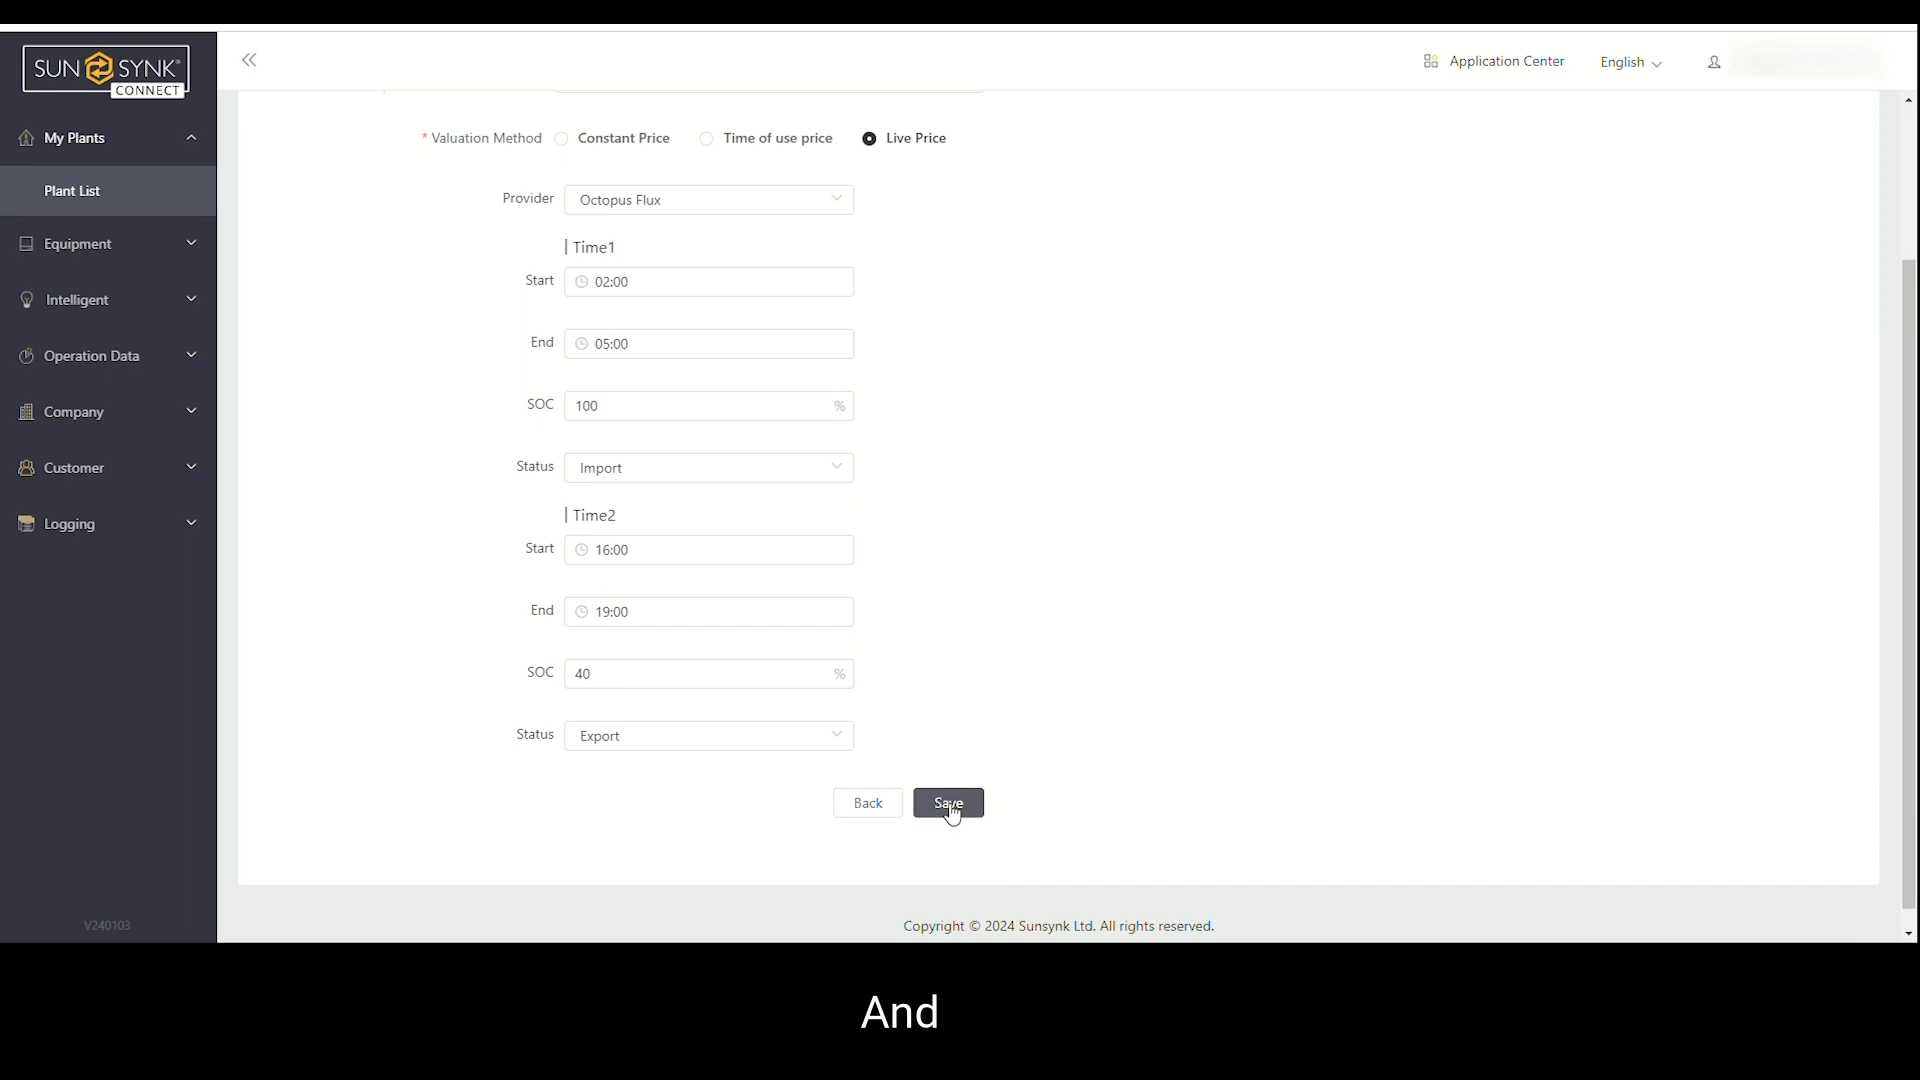 SUN SYNK®
CONNECT
Application Center
English
My Plants
Plant List
Equipment
Intelligent
Operation Data
Company
Customer
Logging
V240103
* Valuation Method Constant Price Time of use price Live Price
Provider Octopus Flux
Time1
Start 02:00
End 05:00
SOC 100 %
Status Import
Time2
Start 16:00
End 19:00
SOC 40 %
Status Export
Back Save
Copyright © 2024 Sunsynk Ltd. All rights reserved.
And